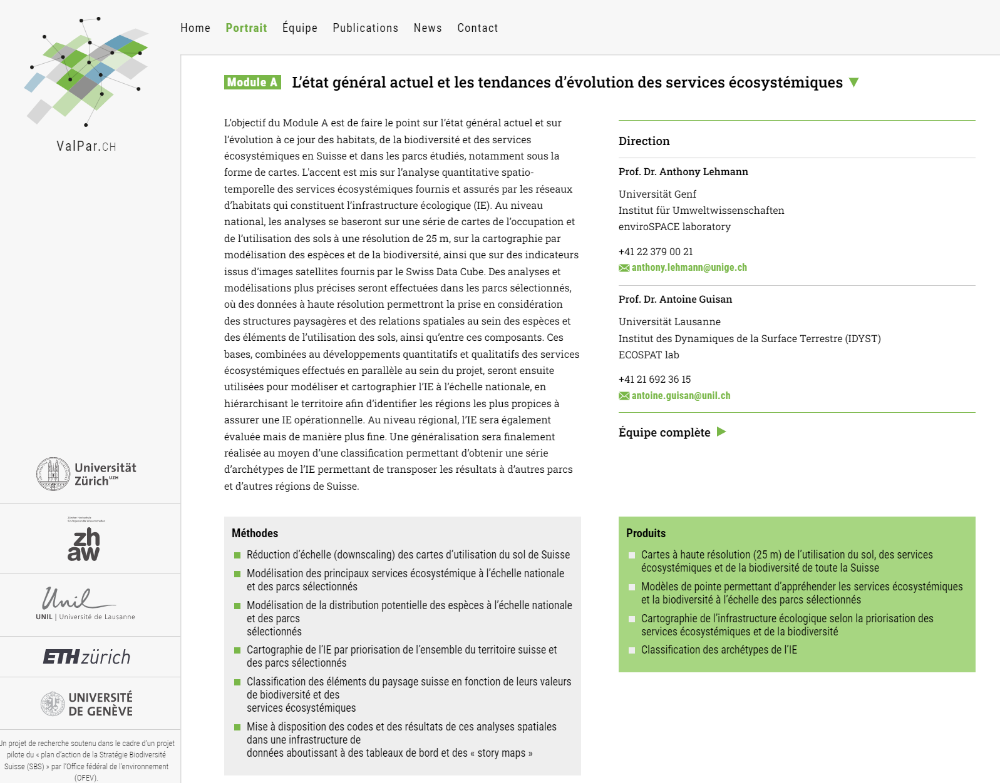 Home Portrait Équipe Publications News Contact
ValPar.CH
Module A L’état général actuel et les tendances d’évolution des services écosystémiques
L’objectif du Module A est de faire le point sur l’état général actuel et sur
l’évolution à ce jour des habitats, de la biodiversité et des services
écosystémiques en Suisse et dans les parcs étudiés, notamment sous la
forme de cartes. L'accent est mis sur l’analyse quantitative spatio-
temporelle des services écosystémiques fournis et assurés par les réseaux
d’habitats qui constituent l’infrastructure écologique (IE). Au niveau
national, les analyses se baseront sur une série de cartes de l’occupation et
de l’utilisation des sols à une résolution de 25 m, sur la cartographie par
modélisation des espèces et de la biodiversité, ainsi que sur des indicateurs
issus d’images satellites fournis par le Swiss Data Cube. Des analyses et
modélisations plus précises seront effectuées dans les parcs sélectionnés,
où des données à haute résolution permettront la prise en considération
des structures paysagères et des relations spatiales au sein des espèces et
des éléments de l’utilisation des sols, ainsi qu’entre ces composants. Ces
bases, combinées au développements quantitatifs et qualitatifs des services
écosystémiques effectués en parallèle au sein du projet, seront ensuite
utilisées pour modéliser et cartographier l’IE à l’échelle nationale, en
hiérarchisant le territoire afin d’identifier les régions les plus propices à
assurer une IE opérationnelle. Au niveau régional, l’IE sera également
évaluée mais de manière plus fine. Une généralisation sera finalement
réalisée au moyen d’une classification permettant d’obtenir une série
d’archétypes de l’IE permettant de transposer les résultats à d’autres parcs
et d’autres régions de Suisse.
Direction
Prof. Dr. Anthony Lehmann
Universität Genf
Institut für Umweltwissenschaften
enviroSPACE laboratory
+41 22 379 00 21
anthony.lehmann@unige.ch
Prof. Dr. Antoine Guisan
Universität Lausanne
Institut des Dynamiques de la Surface Terrestre (IDYST)
ECOSPAT lab
+41 21 692 36 15
antoine.guisan@unil.ch
Équipe complète
Méthodes
Réduction d’échelle (downscaling) des cartes d’utilisation du sol de Suisse
Modélisation des principaux services écosystémique à l’échelle nationale
et des parcs sélectionnés
Modélisation de la distribution potentielle des espèces à l’échelle nationale
et des parcs
sélectionnés
Cartographie de l’IE par priorisation de l’ensemble du territoire suisse et
des parcs sélectionnés
Classification des éléments du paysage suisse en fonction de leurs valeurs
de biodiversité et des
services écosystémiques
Mise à disposition des codes et des résultats de ces analyses spatiales
dans une infrastructure de
données aboutissant à des tableaux de bord et des « story maps »
Produits
Cartes à haute résolution (25 m) de l’utilisation du sol, des services
écosystémiques et de la biodiversité de toute la Suisse
Modèles de pointe permettant d’appréhender les services écosystémiques
et la biodiversité à l’échelle des parcs sélectionnés
Cartographie de l’infrastructure écologique selon la priorisation des
services écosystémiques et de la biodiversité
Classification des archétypes de l’IE
Universität
Zürich UZH
Zürcher Hochschule
für Angewandte Wissenschaften
zh
aw
Unil
UNIL | Université de Lausanne
ETH zürich
UNIVERSITÉ
DE GENÈVE
Un projet de recherche soutenu dans le cadre d’un projet
pilote du « plan d’action de la Stratégie Biodiversité
Suisse (SBS) » par l’Office fédéral de l’environnement
(OFEV).